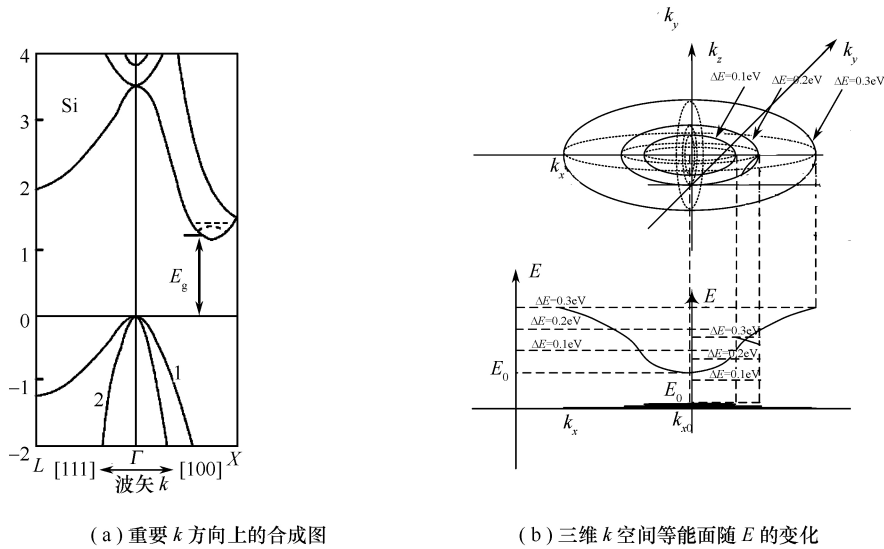 4
Si
3
2
1
E_g
0
1
2
−1
−2
L [111] Γ [100] X
波矢 k
(a)重要 k 方向上的合成图
k_y
k_z
k_y
ΔE=0.1eV
ΔE=0.2eV
ΔE=0.3eV
k_x
E
ΔE=0.3eV
E
ΔE=0.2eV
ΔE=0.3eV
ΔE=0.1eV
ΔE=0.2eV
E_0
ΔE=0.1eV
E_0
k_x
k_x0
(b)三维 k 空间等能面随 E 的变化